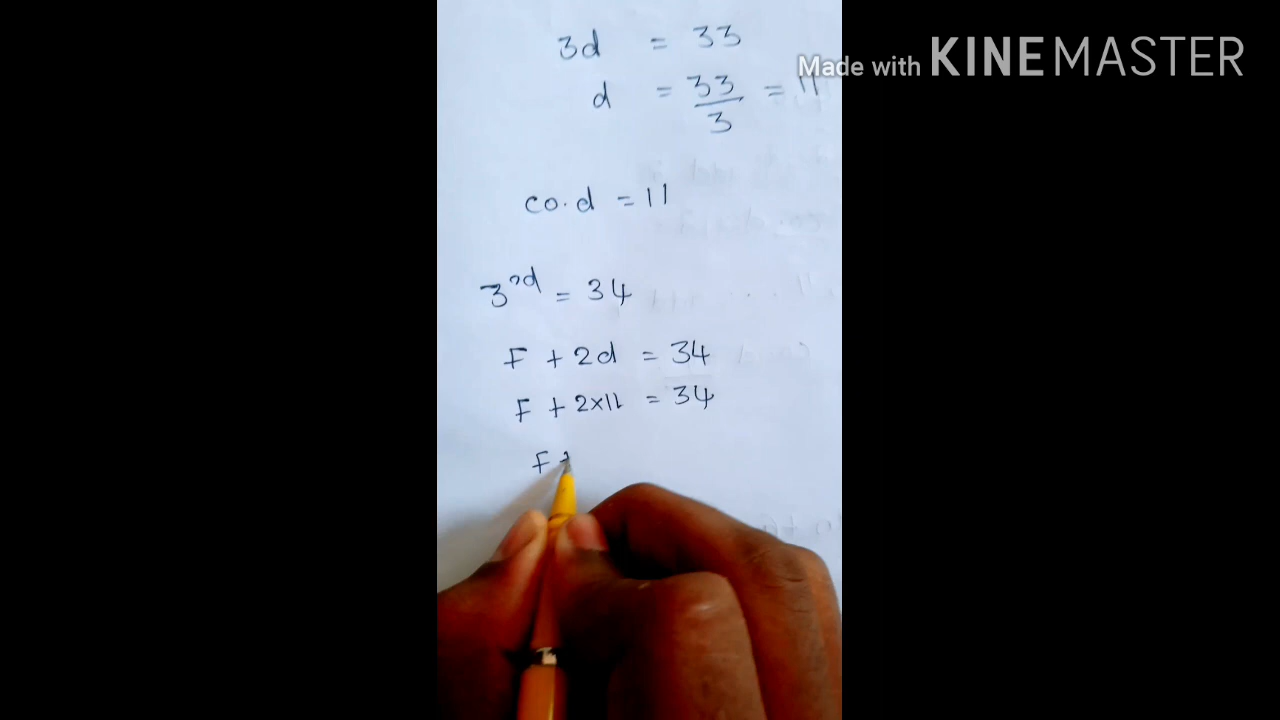 3d = 33
Made with KINEMASTER
d = 33/3 = 11
co.d = 11
3rd = 34
F + 2d = 34
F + 2×11 = 34
F +